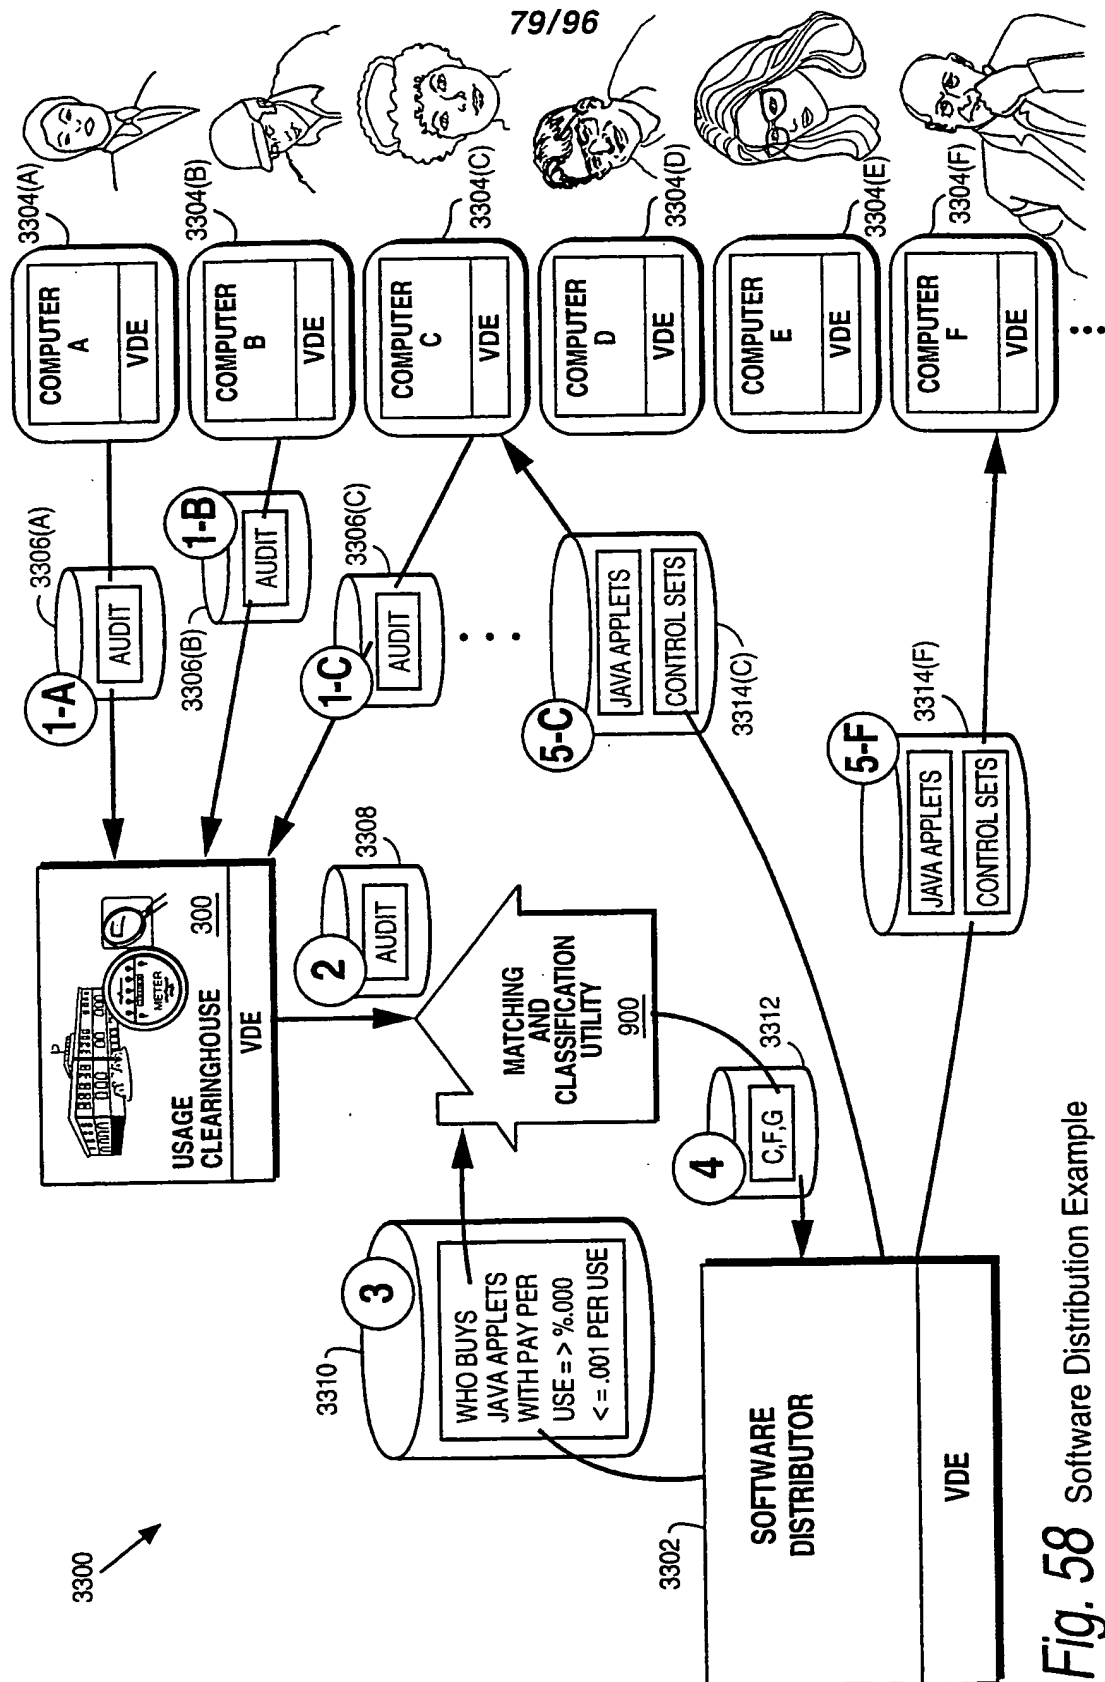 79/96
3300
COMPUTER
A
VDE
3304(A)
COMPUTER
B
VDE
3304(B)
COMPUTER
C
VDE
3304(C)
COMPUTER
D
VDE
3304(D)
COMPUTER
E
VDE
3304(E)
COMPUTER
F
VDE
3304(F)
1-A
AUDIT
3306(A)
1-B
AUDIT
3306(B)
1-C
AUDIT
3306(C)
METER
USAGE
CLEARINGHOUSE
300
VDE
2
AUDIT
3308
MATCHING
AND
CLASSIFICATION
UTILITY
900
3
WHO BUYS
JAVA APPLETS
WITH PAY PER
USE = > %.000
< = .001 PER USE
3310
4
C,F,G
3312
5-C
JAVA APPLETS
CONTROL SETS
3314(C)
5-F
JAVA APPLETS
CONTROL SETS
3314(F)
SOFTWARE
DISTRIBUTOR
VDE
3302
Fig. 58 Software Distribution Example